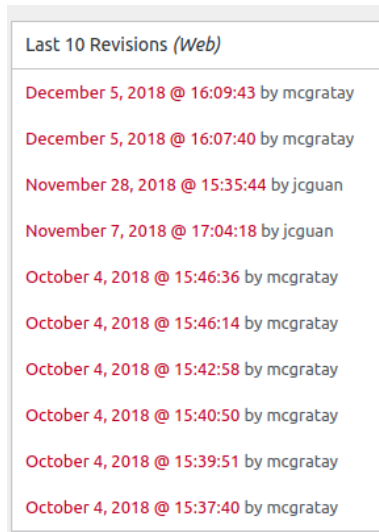 Last 10 Revisions (Web)
December 5, 2018 @ 16:09:43 by mcgratay
December 5, 2018 @ 16:07:40 by mcgratay
November 28, 2018 @ 15:35:44 by jcguan
November 7, 2018 @ 17:04:18 by jcguan
October 4, 2018 @ 15:46:36 by mcgratay
October 4, 2018 @ 15:46:14 by mcgratay
October 4, 2018 @ 15:42:58 by mcgratay
October 4, 2018 @ 15:40:50 by mcgratay
October 4, 2018 @ 15:39:51 by mcgratay
October 4, 2018 @ 15:37:40 by mcgratay